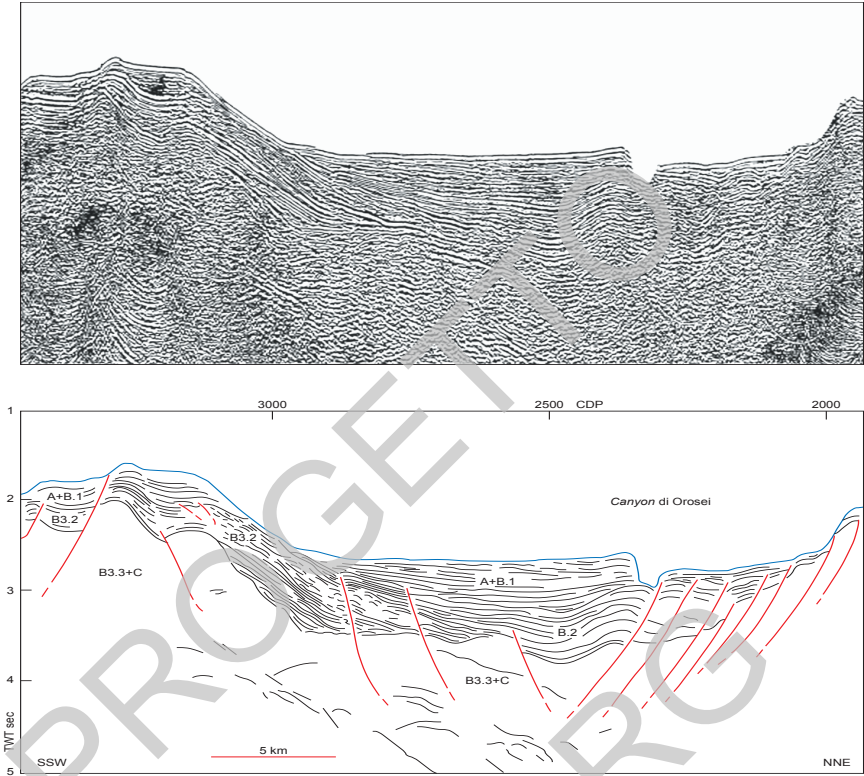 3000 2500 CDP 2000
1
2
3
4
5
TWT sec
A+B.1
B3.2
B3.3+C
B3.2
Canyon di Orosei
A+B.1
B.2
B3.3+C
5 km
SSW
NNE
PROGETTO
RG